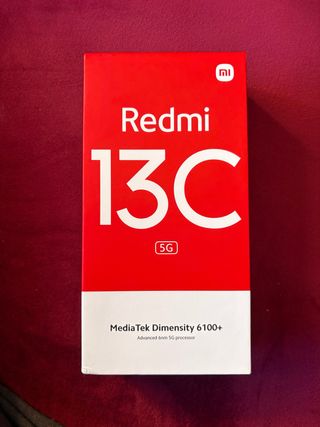 mi
Redmi
13C
5G
MediaTek Dimensity 6100+
Advanced 6nm 5G processor